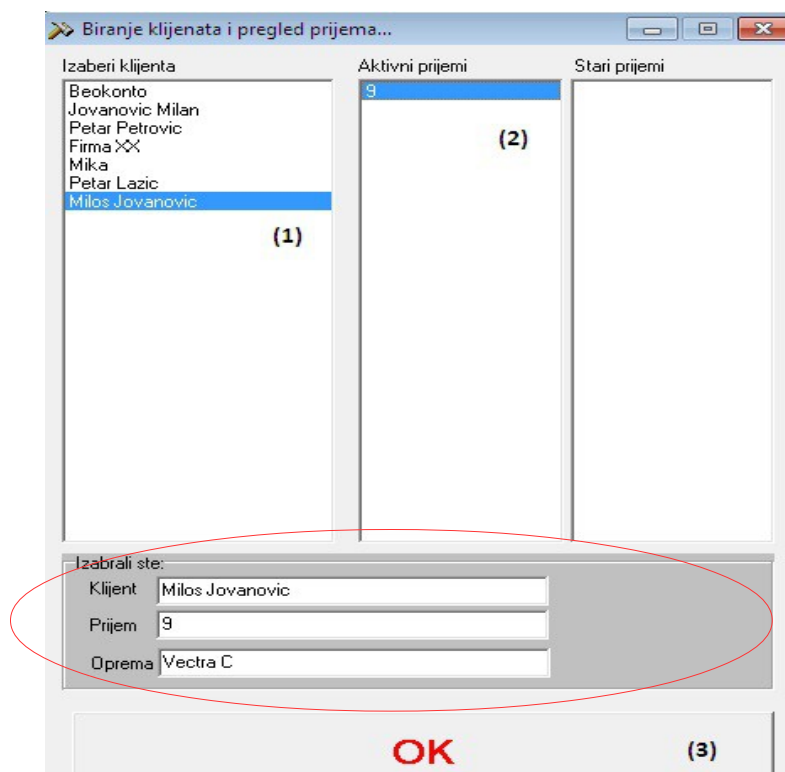 Biranje klijenata i pregled prijema...
Izaberi klijenta
Beokonto
Jovanovic Milan
Petar Petrovic
Firma XX
Mika
Petar Lazic
Milos Jovanovic
(1)
Aktivni prijemi
9
(2)
Stari prijemi
Izabrali ste:
Klijent Milos Jovanovic
Prijem 9
Oprema Vectra C
OK
(3)